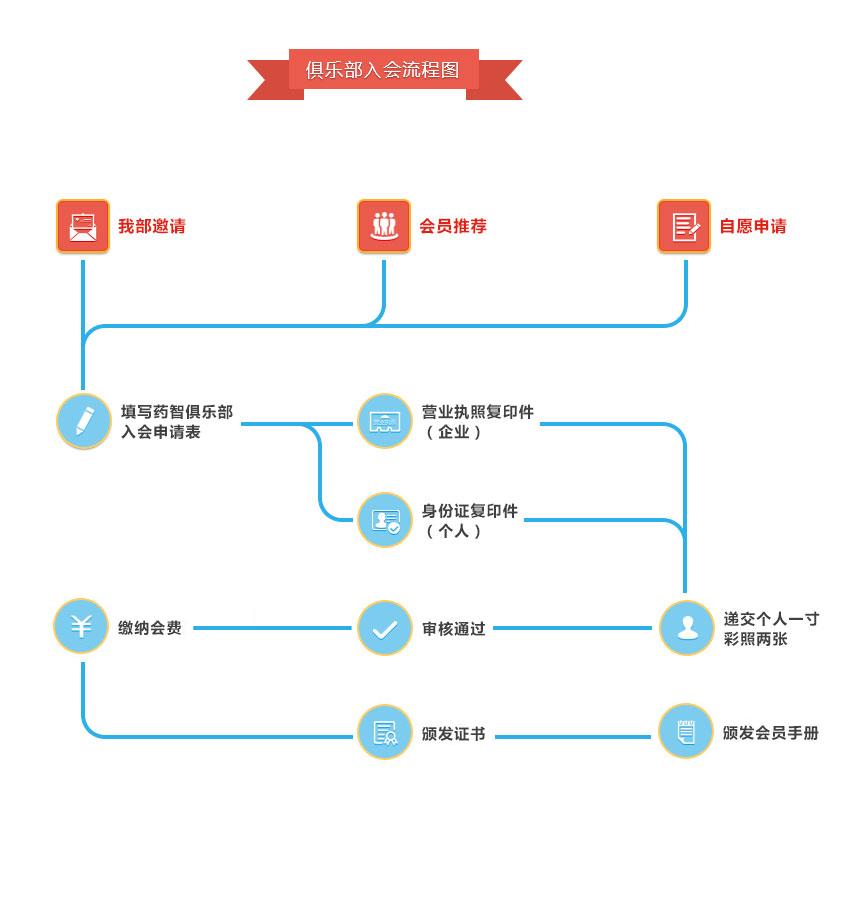 俱乐部入会流程图
我部邀请
会员推荐
自愿申请
填写药智俱乐部
入会申请表
营业执照复印件
（企业）
身份证复印件
（个人）
缴纳会费
审核通过
递交个人一寸
彩照两张
颁发证书
颁发会员手册